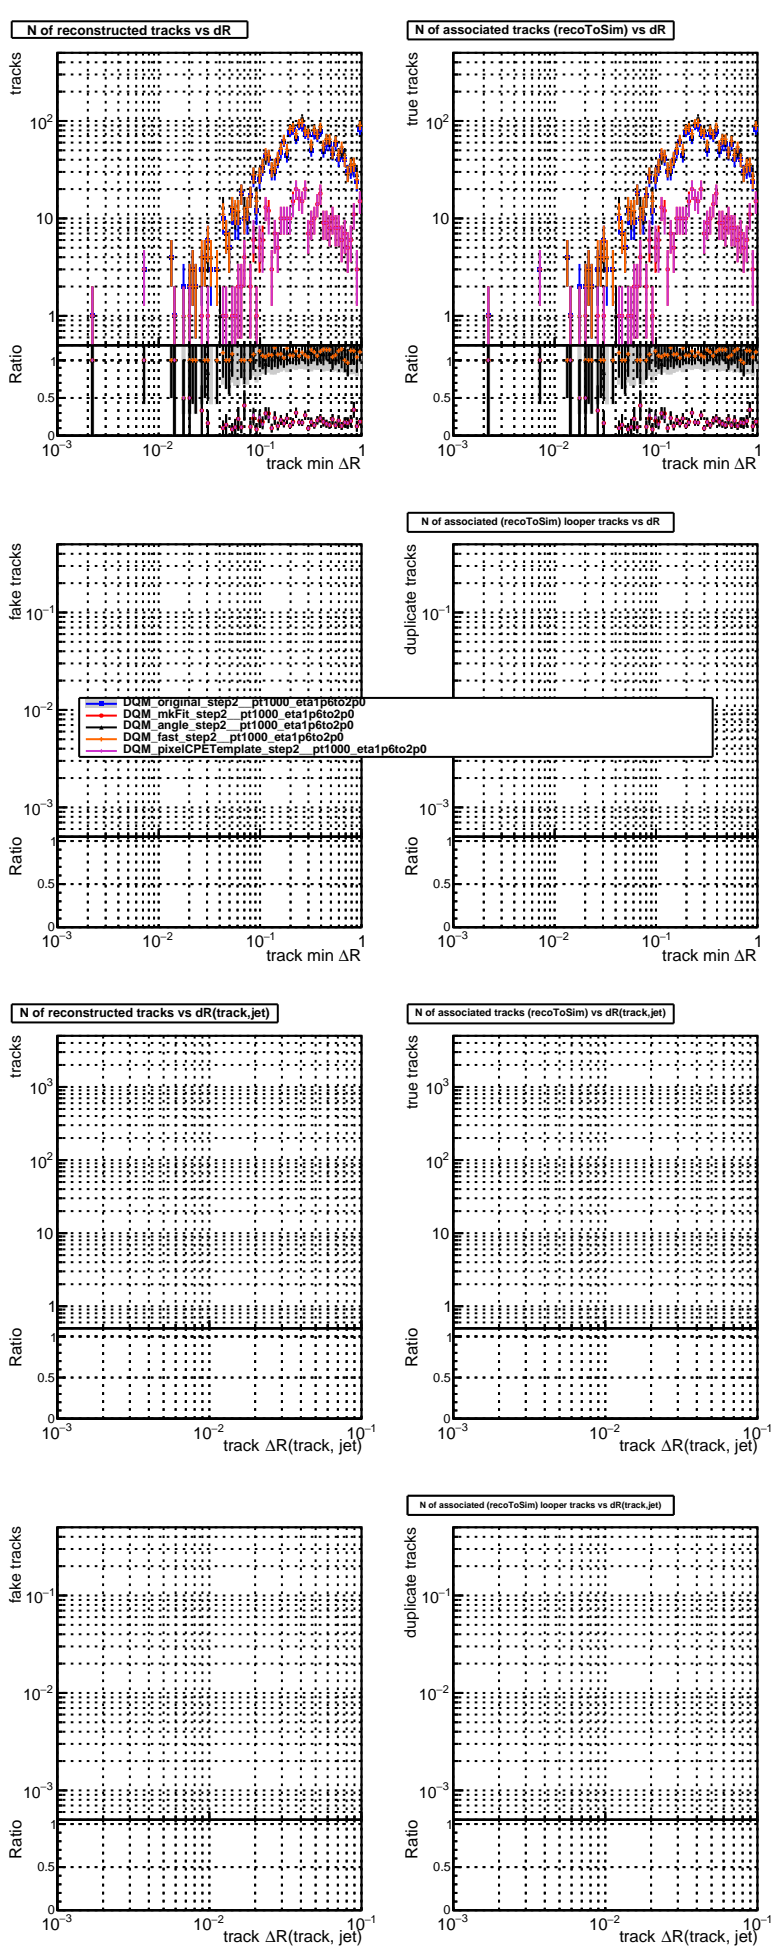 N of reconstructed tracks vs dR
N of associated tracks (recoToSim) vs dR
tracks
10²
10
1
Ratio
1
0.5
0
10⁻³ 10⁻² 10⁻¹ 1
track min ΔR
true tracks
10²
10
1
Ratio
1
0.5
0
10⁻³ 10⁻² 10⁻¹ 1
track min ΔR
N of associated (recoToSim) looper tracks vs dR
fake tracks
10⁻¹
10⁻²
10⁻³
Ratio
1
0.5
0
10⁻³ 10⁻² 10⁻¹ 1
track min ΔR
duplicate tracks
10⁻¹
10⁻³
Ratio
1
0.5
0
10⁻³ 10⁻² 10⁻¹ 1
track min ΔR
DQM_original_step2__pt1000_eta1p6to2p0
DQM_mkFit_step2__pt1000_eta1p6to2p0
DQM_angle_step2__pt1000_eta1p6to2p0
DQM_fast_step2__pt1000_eta1p6to2p0
DQM_pixelCPETemplate_step2__pt1000_eta1p6to2p0
N of reconstructed tracks vs dR(track,jet)
N of associated tracks (recoToSim) vs dR(track,jet)
tracks
10³
10²
10
1
Ratio
1
0.5
0
10⁻³ 10⁻² 10⁻¹
track ΔR(track, jet)
true tracks
10³
10²
10
1
Ratio
1
0.5
0
10⁻³ 10⁻² 10⁻¹
track ΔR(track, jet)
N of associated (recoToSim) looper tracks vs dR(track,jet)
fake tracks
10⁻¹
10⁻²
10⁻³
Ratio
1
0.5
0
10⁻³ 10⁻² 10⁻¹
track ΔR(track, jet)
duplicate tracks
10⁻¹
10⁻²
10⁻³
Ratio
1
0.5
0
10⁻³ 10⁻² 10⁻¹
track ΔR(track, jet)